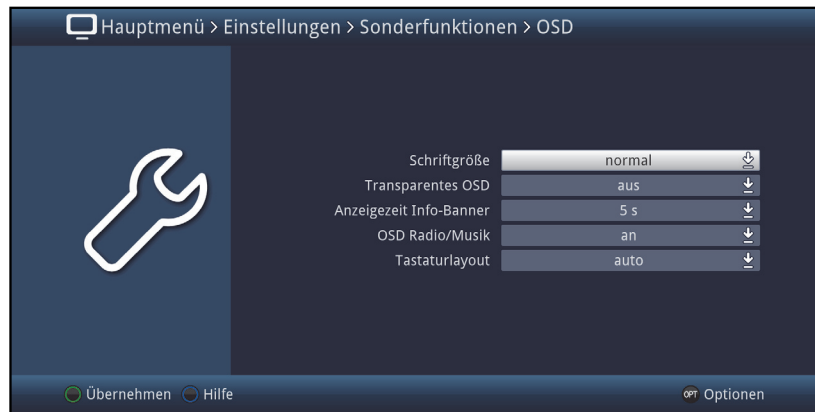 Hauptmenü > Einstellungen > Sonderfunktionen > OSD
Schriftgröße normal
Transparentes OSD aus
Anzeigezeit Info-Banner 5 s
OSD Radio/Musik an
Tastaturlayout auto
Übernehmen Hilfe OPT Optionen